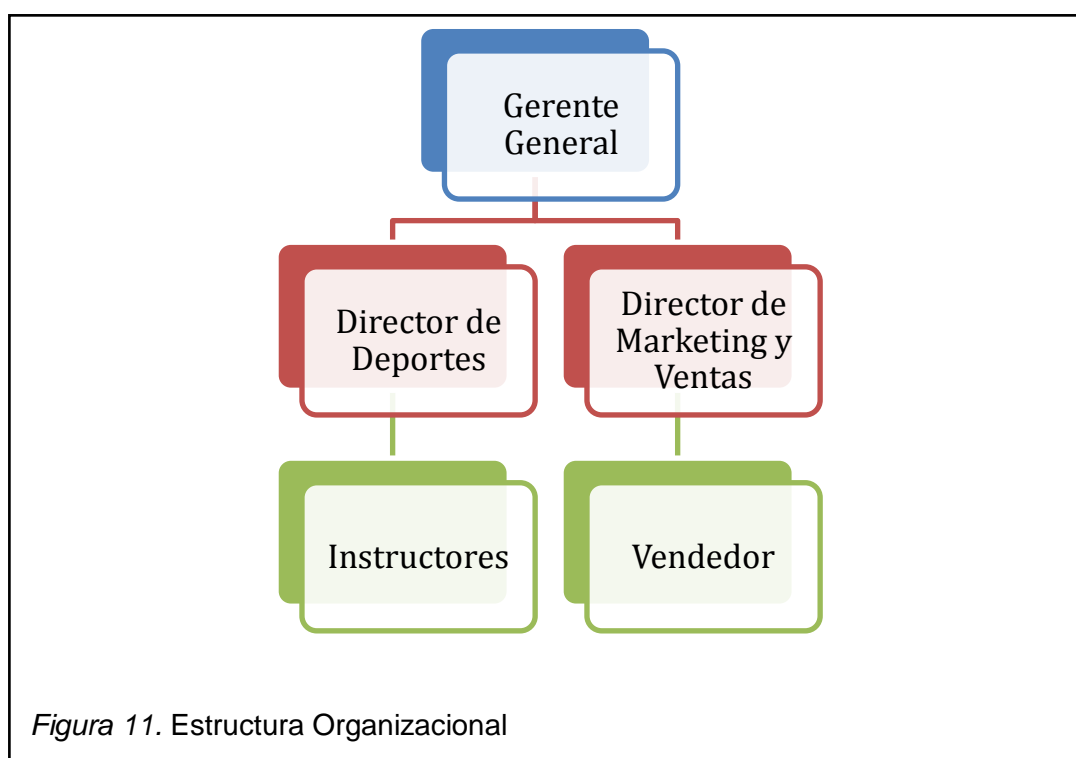 Gerente
General
Director de
Deportes
Director de
Marketing y
Ventas
Instructores
Vendedor
Figura 11. Estructura Organizacional